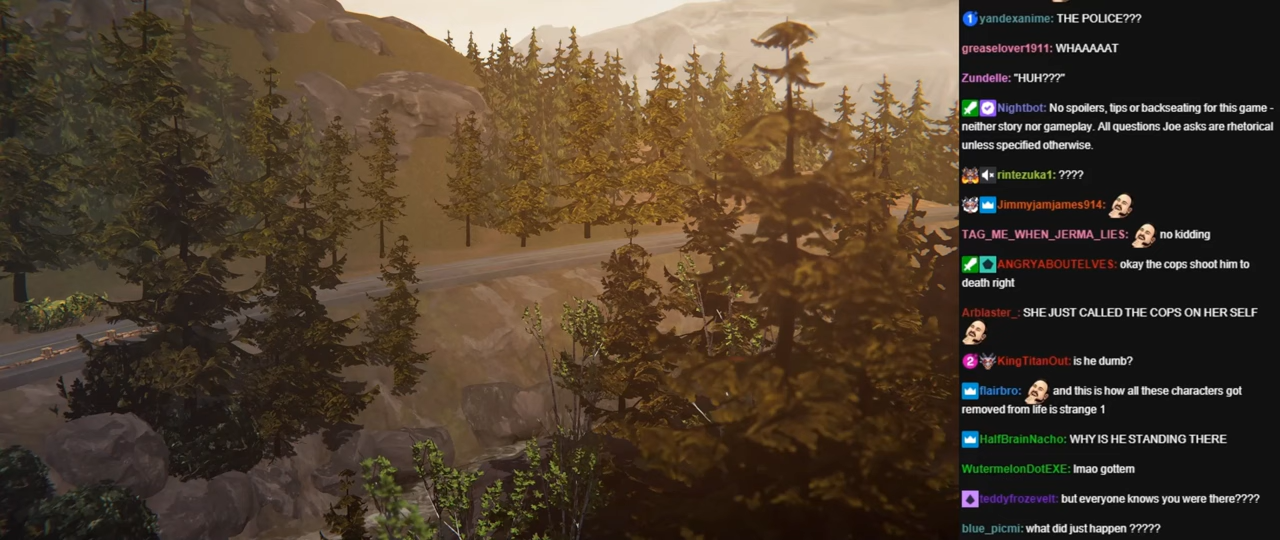 yandexanime: THE POLICE???
greaselover1911: WHAAAAAT
Zundelle: "HUH???"
Nightbot: No spoilers, tips or backseating for this game -
neither story nor gameplay. All questions Joe asks are rhetorical
unless specified otherwise.
rintezuka1: ????
Jimmyjamjames914:
TAG_ME_WHEN_JERMA_LIES: no kidding
ANGRYABOUTELVES: okay the cops shoot him to
death right
Arblaster_: SHE JUST CALLED THE COPS ON HER SELF
2 KingTitanOut: is he dumb?
flairbro: and this is how all these characters got
removed from life is strange 1
HalfBrainNacho: WHY IS HE STANDING THERE
WutermelonDotEXE: lmao gottem
teddyfrozevelt: but everyone knows you were there????
blue_picmi: what did just happen ?????